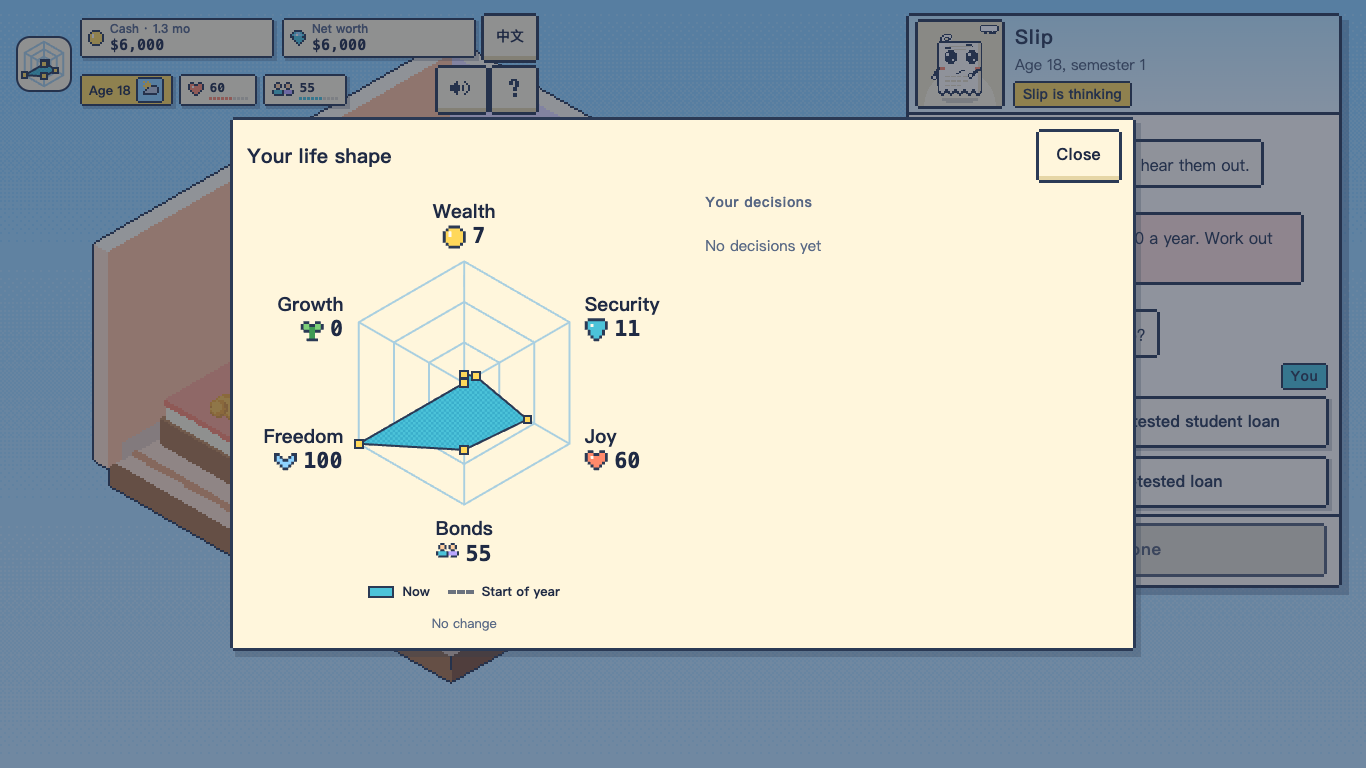 Cash · 1.3 mo
$6,000
Net worth
$6,000
中文
Age 18
60
55
?
Slip
Age 18, semester 1
Slip is thinking
hear them out.
0 a year. Work out
?
You
tested student loan
tested loan
one
Your life shape
Close
Wealth
7
Growth
0
Security
11
Freedom
100
Joy
60
Bonds
55
Now
Start of year
No change
Your decisions
No decisions yet